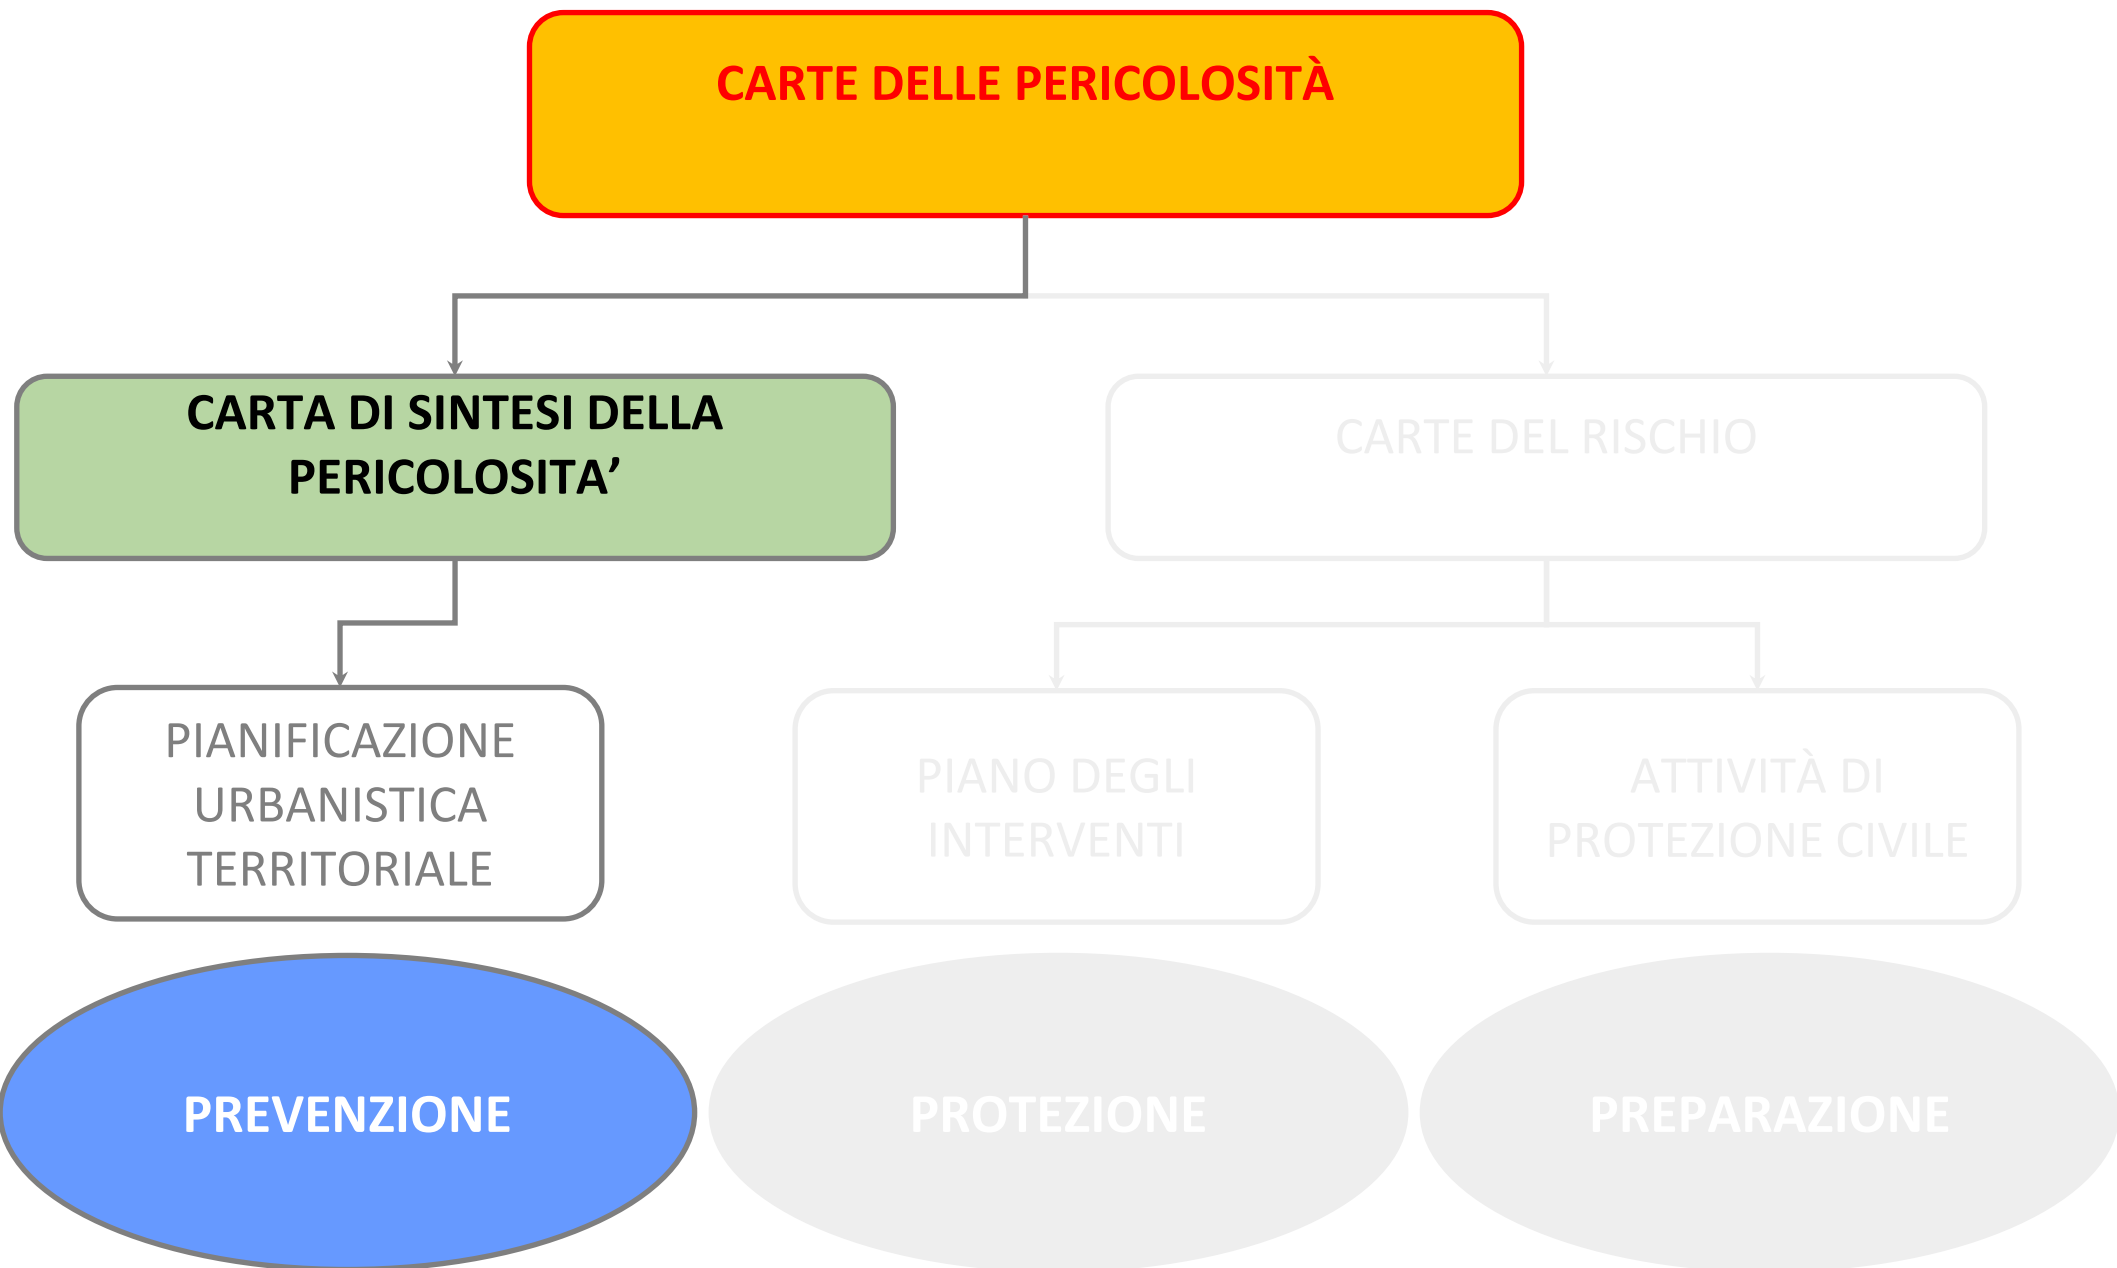 CARTE DELLE PERICOLOSITÀ
CARTA DI SINTESI DELLA
PERICOLOSITA’
CARTE DEL RISCHIO
PIANIFICAZIONE
URBANISTICA
TERRITORIALE
PIANO DEGLI
INTERVENTI
ATTIVITÀ DI
PROTEZIONE CIVILE
PREVENZIONE
PROTEZIONE
PREPARAZIONE